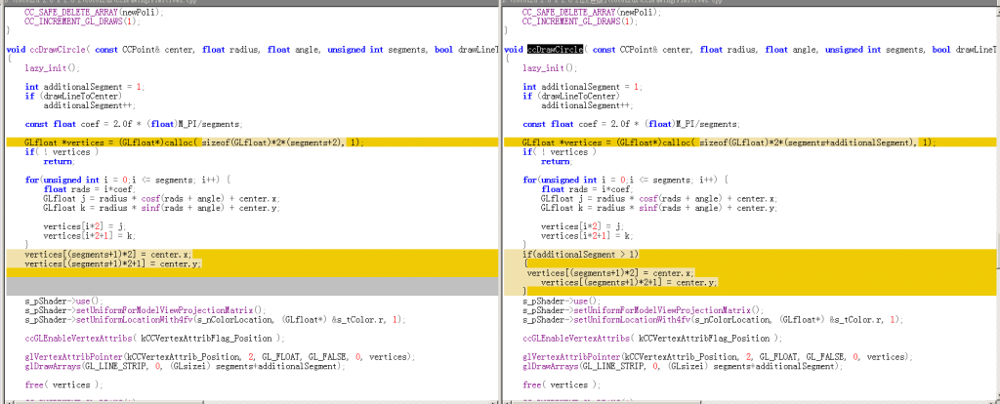 CC_SAFE_DELETE_ARRAY(newPoli);
CC_INCREMENT_GL_DRAWS(1);
}
void ccDrawCircle( const CCPoint& center, float radius, float angle, unsigned int segments, bool drawLineT
{
lazy_init();
int additionalSegment = 1;
if (drawLineToCenter)
additionalSegment++;
const float coef = 2.0f * (float)M_PI/segments;
GLfloat *vertices = (GLfloat*)calloc( sizeof(GLfloat)*2*(segments+2), 1);
if( ! vertices )
return;
for(unsigned int i = 0;i <= segments; i++) {
float rads = i*coef;
GLfloat j = radius * cosf(rads + angle) + center.x;
GLfloat k = radius * sinf(rads + angle) + center.y;
vertices[i*2] = j;
vertices[i*2+1] = k;
}
vertices[(segments+1)*2] = center.x;
vertices[(segments+1)*2+1] = center.y;
s_pShader->use();
s_pShader->setUniformForModelViewProjectionMatrix();
s_pShader->setUniformLocationWith4fv(s_nColorLocation, (GLfloat*) &s_tColor.r, 1);
ccGLEnableVertexAttribs( kCCVertexAttribFlag_Position );
glVertexAttribPointer(kCCVertexAttrib_Position, 2, GL_FLOAT, GL_FALSE, 0, vertices);
glDrawArrays(GL_LINE_STRIP, 0, (GLsizei) segments+additionalSegment);
free( vertices );
CC_SAFE_DELETE_ARRAY(newPoli);
CC_INCREMENT_GL_DRAWS(1);
}
void ccDrawCircle( const CCPoint& center, float radius, float angle, unsigned int segments, bool drawLineT
{
lazy_init();
int additionalSegment = 1;
if (drawLineToCenter)
additionalSegment++;
const float coef = 2.0f * (float)M_PI/segments;
GLfloat *vertices = (GLfloat*)calloc( sizeof(GLfloat)*2*(segments+additionalSegment), 1);
if( ! vertices )
return;
for(unsigned int i = 0;i <= segments; i++) {
float rads = i*coef;
GLfloat j = radius * cosf(rads + angle) + center.x;
GLfloat k = radius * sinf(rads + angle) + center.y;
vertices[i*2] = j;
vertices[i*2+1] = k;
}
if(additionalSegment > 1)
{
vertices[(segments+1)*2] = center.x;
vertices[(segments+1)*2+1] = center.y;
}
s_pShader->use();
s_pShader->setUniformForModelViewProjectionMatrix();
s_pShader->setUniformLocationWith4fv(s_nColorLocation, (GLfloat*) &s_tColor.r, 1);
ccGLEnableVertexAttribs( kCCVertexAttribFlag_Position );
glVertexAttribPointer(kCCVertexAttrib_Position, 2, GL_FLOAT, GL_FALSE, 0, vertices);
glDrawArrays(GL_LINE_STRIP, 0, (GLsizei) segments+additionalSegment);
free( vertices );